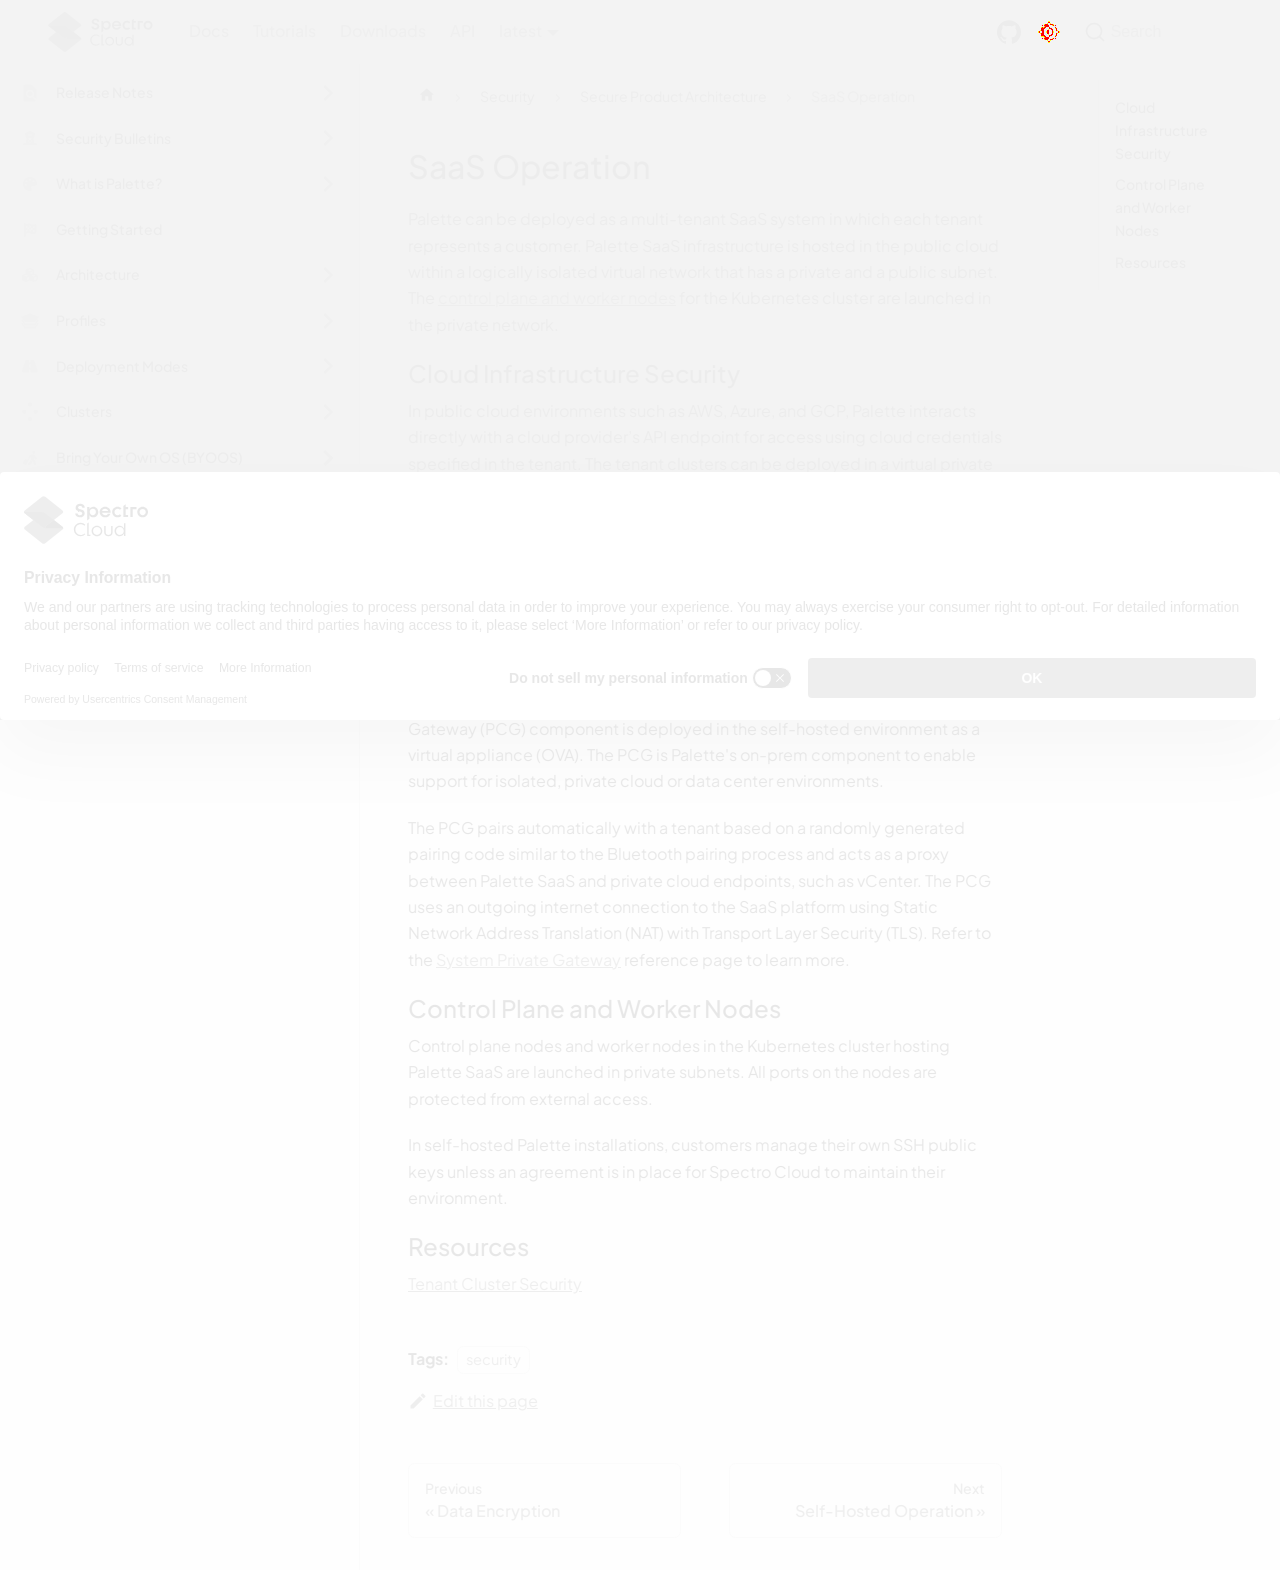 Spectro Cloud
Docs Tutorials Downloads API latest
Search
Release Notes
Security Bulletins
What is Palette?
Getting Started
Architecture
Profiles
Deployment Modes
Clusters
Bring Your Own OS (BYOOS)
Security
Secure Product Architecture
SaaS Operation
SaaS Operation
Palette can be deployed as a multi-tenant SaaS system in which each tenant
represents a customer. Palette SaaS infrastructure is hosted in the public cloud
within a logically isolated virtual network that has a private and a public subnet.
The control plane and worker nodes for the Kubernetes cluster are launched in
the private network.
Cloud Infrastructure Security
In public cloud environments such as AWS, Azure, and GCP, Palette interacts
directly with a cloud provider's API endpoint for access using cloud credentials
specified in the tenant. The tenant clusters can be deployed in a virtual private
Cloud
Infrastructure
Security
Control Plane
and Worker
Nodes
Resources
Spectro
Cloud
Privacy Information
We and our partners are using tracking technologies to process personal data in order to improve your experience. You may always exercise your consumer right to opt-out. For detailed information
about personal information we collect and third parties having access to it, please select 'More Information' or refer to our privacy policy.
Privacy policy Terms of service More Information
Powered by Usercentrics Consent Management
Do not sell my personal information
OK
Gateway (PCG) component is deployed in the self-hosted environment as a
virtual appliance (OVA). The PCG is Palette's on-prem component to enable
support for isolated, private cloud or data center environments.
The PCG pairs automatically with a tenant based on a randomly generated
pairing code similar to the Bluetooth pairing process and acts as a proxy
between Palette SaaS and private cloud endpoints, such as vCenter. The PCG
uses an outgoing internet connection to the SaaS platform using Static
Network Address Translation (NAT) with Transport Layer Security (TLS). Refer to
the System Private Gateway reference page to learn more.
Control Plane and Worker Nodes
Control plane nodes and worker nodes in the Kubernetes cluster hosting
Palette SaaS are launched in private subnets. All ports on the nodes are
protected from external access.
In self-hosted Palette installations, customers manage their own SSH public
keys unless an agreement is in place for Spectro Cloud to maintain their
environment.
Resources
Tenant Cluster Security
Tags: security
Edit this page
Previous
« Data Encryption
Next
Self-Hosted Operation »